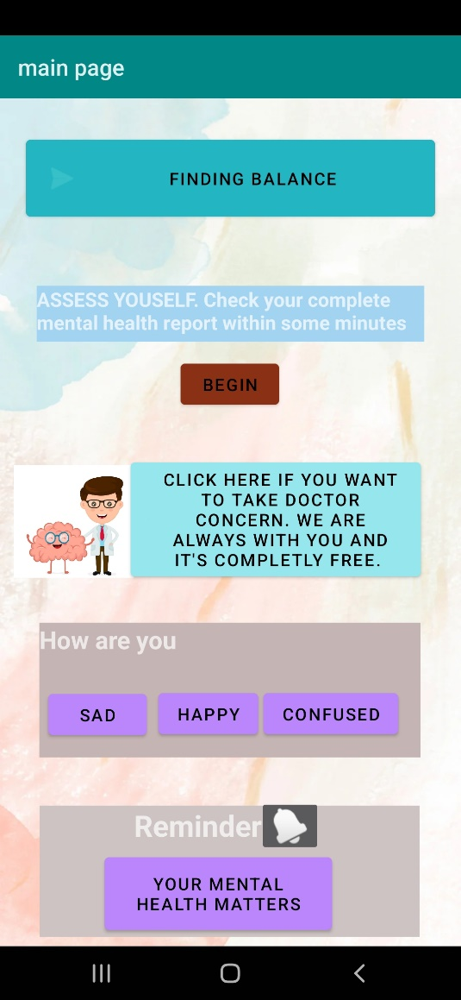 main page
FINDING BALANCE
ASSESS YOUSELF. Check your complete
mental health report within some minutes
BEGIN
CLICK HERE IF YOU WANT
TO TAKE DOCTOR
CONCERN. WE ARE
ALWAYS WITH YOU AND
IT'S COMPLETLY FREE.
How are you
SAD HAPPY CONFUSED
Reminder
YOUR MENTAL
HEALTH MATTERS